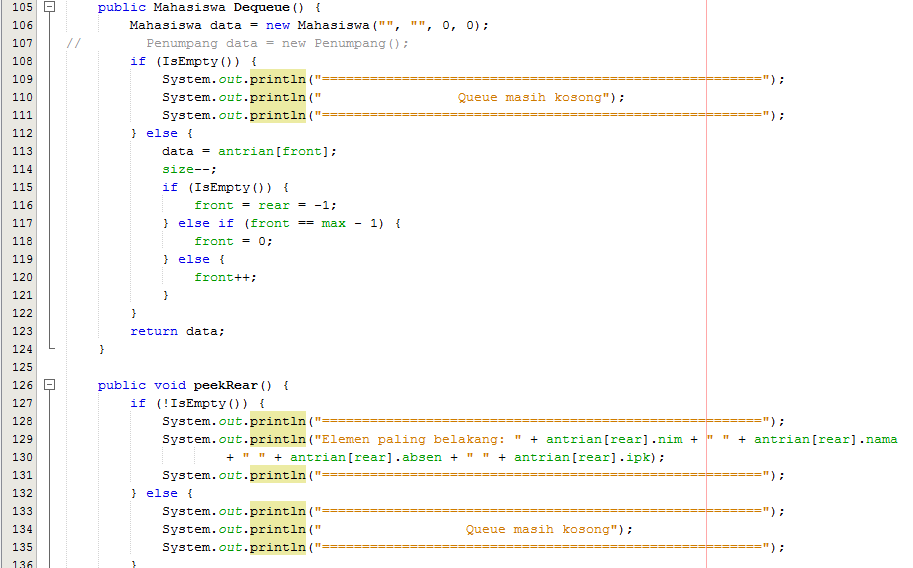 105 public Mahasiswa Dequeue() {
106 Mahasiswa data = new Mahasiswa("", "", 0, 0);
107 // Penumpang data = new Penumpang();
108 if (IsEmpty()) {
109 System.out.println("=======================================================");
110 System.out.println("                 Queue masih kosong");
111 System.out.println("=======================================================");
112 } else {
113 data = antrian[front];
114 size--;
115 if (IsEmpty()) {
116 front = rear = -1;
117 } else if (front == max - 1) {
118 front = 0;
119 } else {
120 front++;
121 }
122 }
123 return data;
124 }
125
126 public void peekRear() {
127 if (!IsEmpty()) {
128 System.out.println("=======================================================");
129 System.out.println("Elemen paling belakang: " + antrian[rear].nim + " " + antrian[rear].nama
130 + " " + antrian[rear].absen + " " + antrian[rear].ipk);
131 System.out.println("=======================================================");
132 } else {
133 System.out.println("=======================================================");
134 System.out.println("                  Queue masih kosong");
135 System.out.println("=======================================================");
136 }